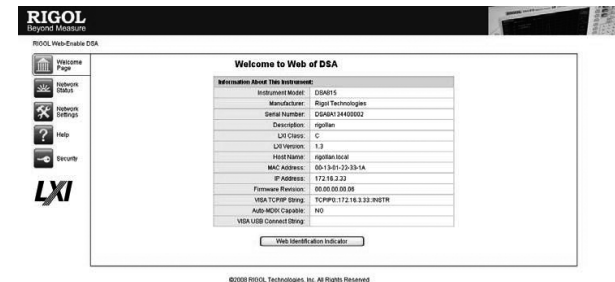 RIGOL
Beyond Measure
RIGOL Web-Enable DSA
Welcome Page
Network Status
Network Settings
Help
Security
LXI
Welcome to Web of DSA
Information About This Instrument:
Instrument Model: DSA815
Manufacturer: Rigol Technologies
Serial Number: DSA8A134400002
Description: rigollan
LXI Class: C
LXI Version: 1.3
Host Name: rigollan.local
MAC Address: 00-13-01-22-33-1A
IP Address: 172.16.3.33
Firmware Revision: 00.00.00.00.06
VISA TCP/IP String: TCPIP0::172.16.3.33::INSTR
Auto-MDIX Capable: NO
VISA USB Connect String:
Web Identification Indicator
©2008 RIGOL Technologies, Inc. All Rights Reserved.